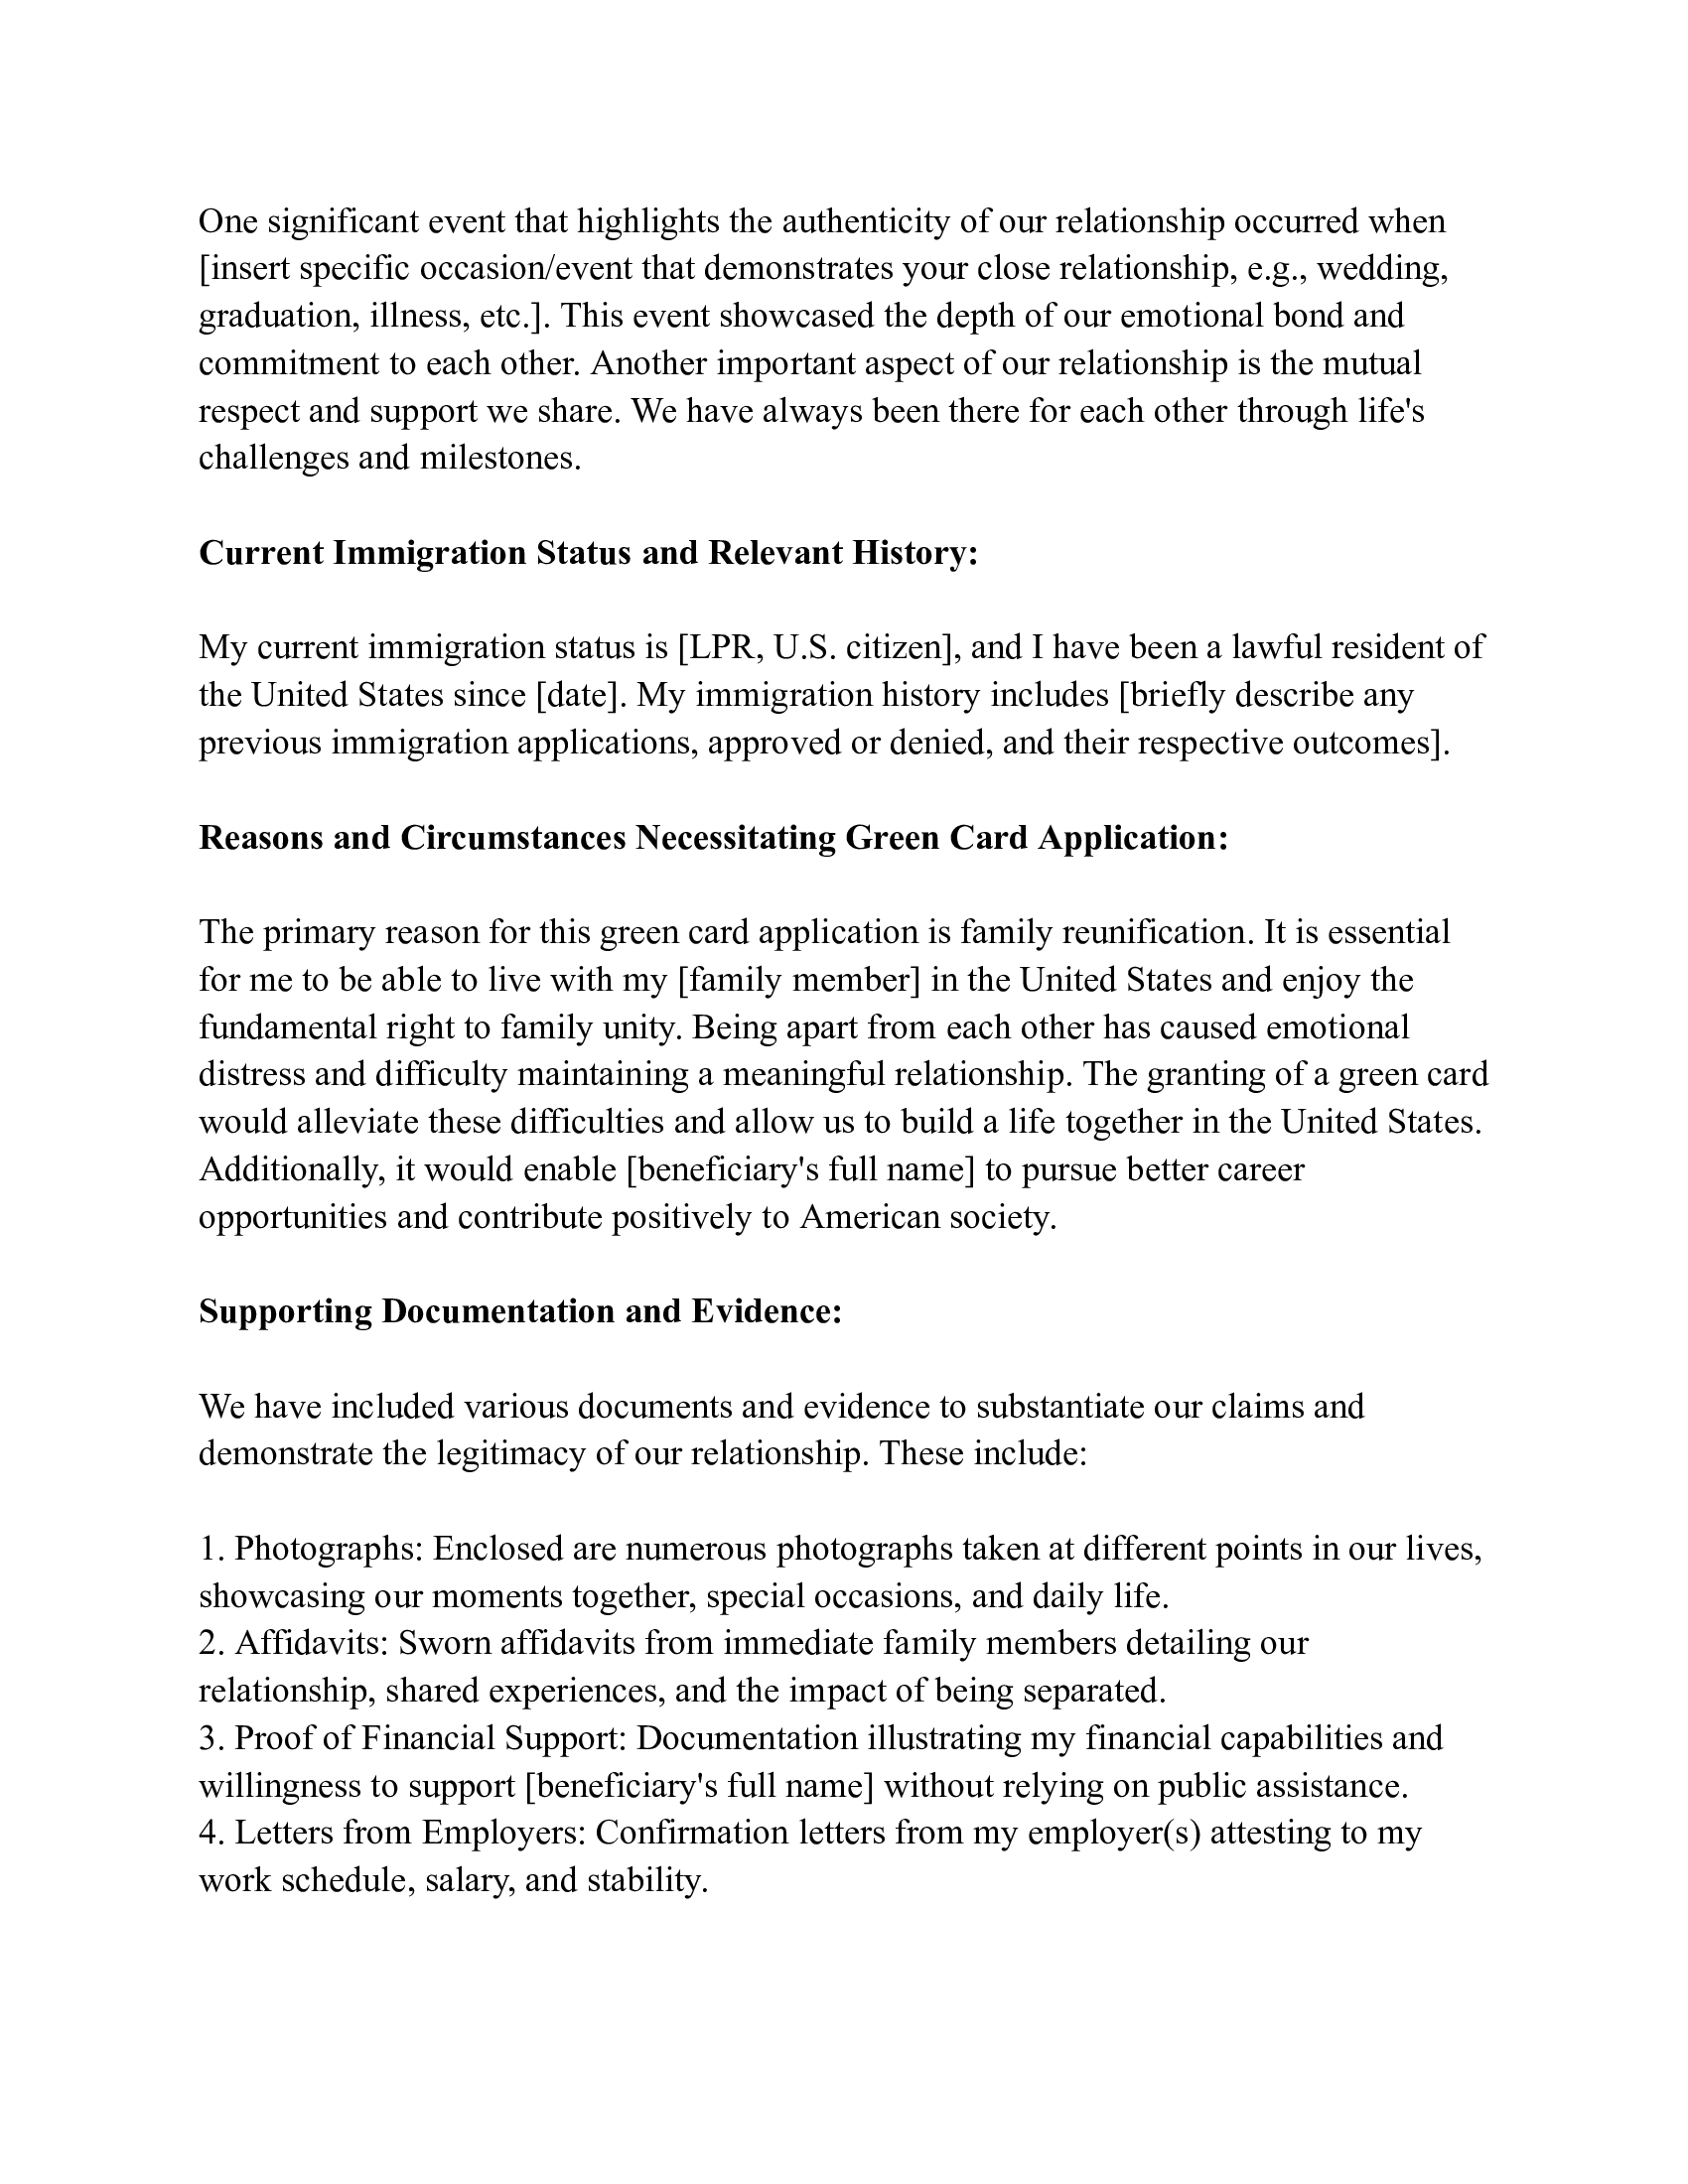 One significant event that highlights the authenticity of our relationship occurred when
[insert specific occasion/event that demonstrates your close relationship, e.g., wedding,
graduation, illness, etc.]. This event showcased the depth of our emotional bond and
commitment to each other. Another important aspect of our relationship is the mutual
respect and support we share. We have always been there for each other through life's
challenges and milestones.
Current Immigration Status and Relevant History:
My current immigration status is [LPR, U.S. citizen], and I have been a lawful resident of
the United States since [date]. My immigration history includes [briefly describe any
previous immigration applications, approved or denied, and their respective outcomes].
Reasons and Circumstances Necessitating Green Card Application:
The primary reason for this green card application is family reunification. It is essential
for me to be able to live with my [family member] in the United States and enjoy the
fundamental right to family unity. Being apart from each other has caused emotional
distress and difficulty maintaining a meaningful relationship. The granting of a green card
would alleviate these difficulties and allow us to build a life together in the United States.
Additionally, it would enable [beneficiary's full name] to pursue better career
opportunities and contribute positively to American society.
Supporting Documentation and Evidence:
We have included various documents and evidence to substantiate our claims and
demonstrate the legitimacy of our relationship. These include:
1. Photographs: Enclosed are numerous photographs taken at different points in our lives,
showcasing our moments together, special occasions, and daily life.
2. Affidavits: Sworn affidavits from immediate family members detailing our
relationship, shared experiences, and the impact of being separated.
3. Proof of Financial Support: Documentation illustrating my financial capabilities and
willingness to support [beneficiary's full name] without relying on public assistance.
4. Letters from Employers: Confirmation letters from my employer(s) attesting to my
work schedule, salary, and stability.